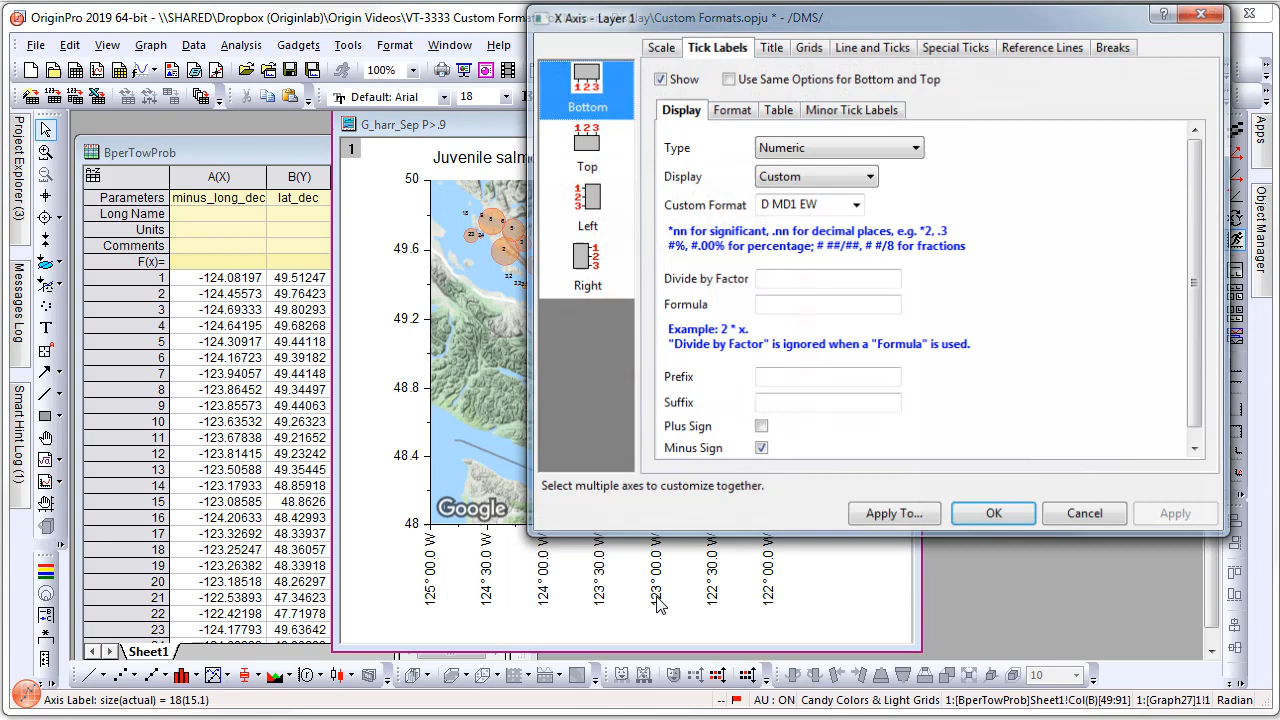 OriginPro 2019 64-bit - \\SHARED\Dropbox (Originlab)\Origin Videos\VT-3333 Custom Format
X Axis - Layer 1
lay\Custom Formats.opju * - /DMS/
File Edit View Graph Data Analysis Gadgets Tools Format Window
100%
Default: Arial 18
Project Explorer (3)
Messages Log
Smart Hint Log (!)
BperTowProb
A(X) B(Y)
Parameters minus_long_dec lat_dec
Long Name
Units
Comments
F(x)=
1 -124.08197 49.51247
2 -124.45573 49.76423
3 -124.69333 49.80293
4 -124.64195 49.68268
5 -124.30917 49.44118
6 -124.16723 49.39182
7 -123.94057 49.44148
8 -123.86452 49.34497
9 -123.85573 49.44063
10 -123.63532 49.26323
11 -123.67838 49.21652
12 -123.81415 49.23242
13 -123.50588 49.35445
14 -123.79433 48.85918
15 -123.08585 48.8626
16 -124.20633 48.42993
17 -123.32692 48.33937
18 -123.25247 48.36057
19 -123.26382 48.33918
20 -123.18518 48.26297
21 -122.53893 47.34653
22 -122.42198 47.71978
23 -124.17793 49.63642
Sheet1
G_harr_Sep P>.9
1
Juvenile salm
50
49.6
49.2
48.8
48.4
48
Google
125° 00.0 W
124° 30.0 W
124° 00.0 W
123° 30.0 W
123° 00.0 W
122° 30.0 W
122° 00.0 W
Scale Tick Labels Title Grids Line and Ticks Special Ticks Reference Lines Breaks
Bottom
Top
Left
Right
Show Use Same Options for Bottom and Top
Display Format Table Minor Tick Labels
Type Numeric
Display Custom
Custom Format D MD1 EW
*nn for significant, .nn for decimal places, e.g. *2, .3
#%, #.00% for percentage; # ##/##, # ##/8 for fractions
Divide by Factor
Formula
Example: 2 * x.
"Divide by Factor" is ignored when a "Formula" is used.
Prefix
Suffix
Plus Sign
Minus Sign
Select multiple axes to customize together.
Apply To... OK Cancel Apply
Apps
Object Manager
10
Axis Label: size(actual) = 18(15.1)
AU : ON Candy Colors & Light Grids 1:[BperTowProb]Sheet1!Col(B)[49:91] 1:[Graph27]1!1 Radian